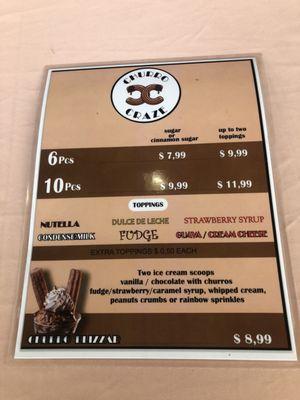 CHURRO
CC
CRAZE
sugar
or
cinnamon sugar
up to two
toppings
6 Pcs $ 7,99 $ 9,99
10 Pcs $ 9,99 $ 11,99
TOPPINGS
NUTELLA DULCE DE LECHE STRAWBERRY SYRUP
CONDENSE MILK FUDGE GUAVA / CREAM CHEESE
EXTRA TOPPINGS $ 0,50 EACH
Two ice cream scoops
vanilla / chocolate with churros
fudge/strawberry/caramel syrup, whipped cream,
peanuts crumbs or rainbow sprinkles
CHURRO BLIZZAR $ 8,99